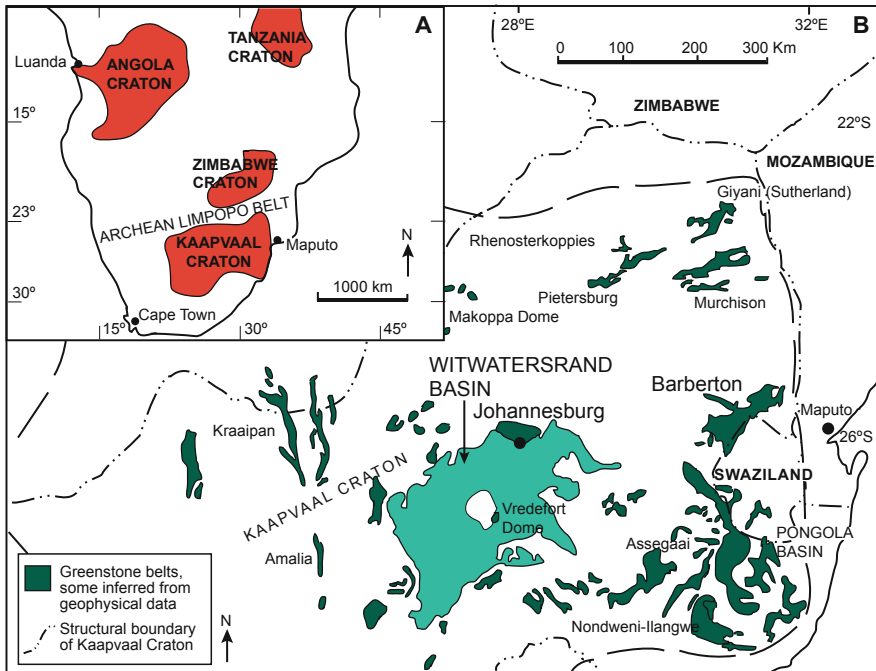 A
TANZANIA
CRATON
Luanda
ANGOLA
CRATON
15º
ZIMBABWE
CRATON
23º
ARCHEAN LIMPOPO BELT
KAAPVAAL
CRATON
Maputo
N
1000 km
30º
Cape Town
15º
30º
45º
28ºE
32ºE
B
0
100
200
300 Km
ZIMBABWE
22ºS
MOZAMBIQUE
Giyani (Sutherland)
Rhenosterkoppies
Pietersburg
Murchison
Makoppa Dome
WITWATERSRAND
BASIN
Johannesburg
Barberton
Maputo
26ºS
Kraaipan
KAAPVAAL CRATON
SWAZILAND
Vredefort
Dome
Amalia
Assegaai
PONGOLA
BASIN
Nondweni-Ilangwe
Greenstone belts,
some inferred from
geophysical data
Structural boundary
of Kaapvaal Craton
N